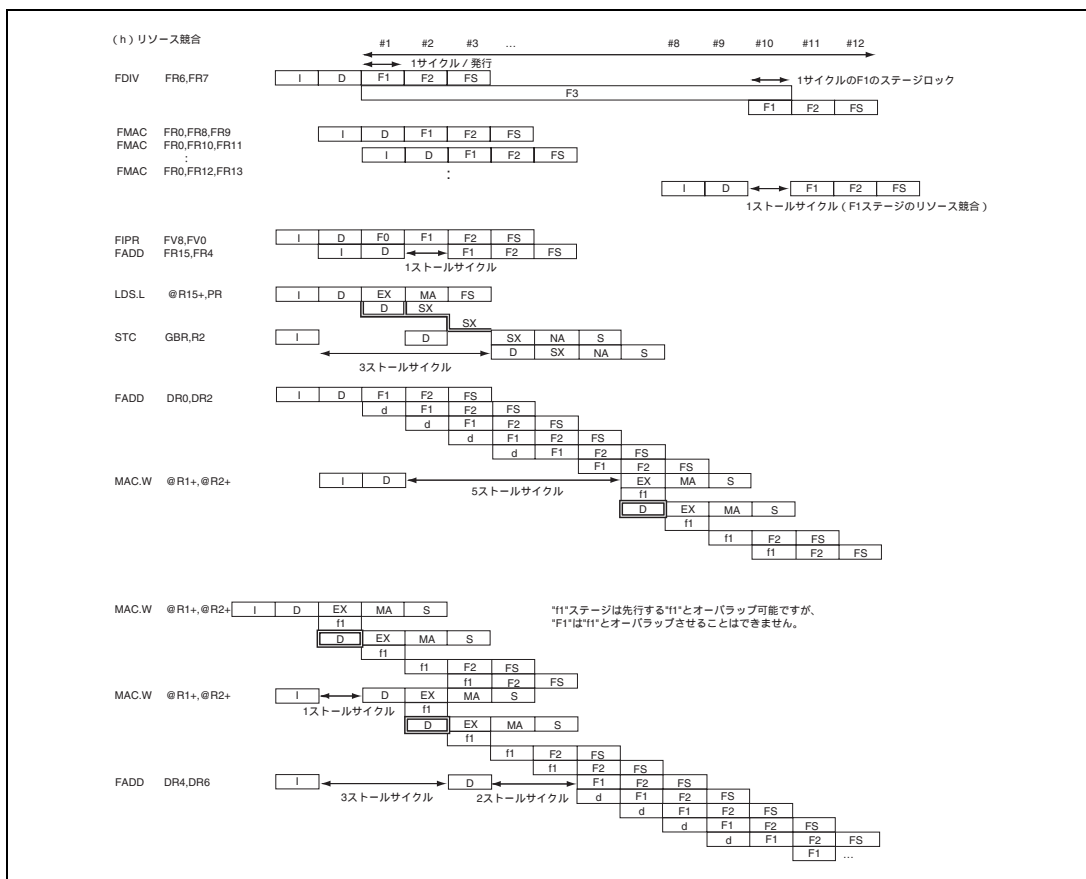 (h)リソース競合
#1 #2 #3 … #8 #9 #10 #11 #12
1サイクル / 発行
FDIV FR6,FR7 I D F1 F2 FS
1サイクルのF1のステージロック
F3
F1 F2 FS
FMAC FR0,FR8,FR9 I D F1 F2 FS
FMAC FR0,FR10,FR11 I D F1 F2 FS
: :
FMAC FR0,FR12,FR13 I D F1 F2 FS
1ストールサイクル(F1ステージのリソース競合)
FIPR FV8,FV0 I D F0 F1 F2 FS
FADD FR15,FR4 I D F1 F2 FS
1ストールサイクル
LDS.L @R15+,PR I D EX MA FS
D SX
SX
STC GBR,R2 I D SX NA S
D SX NA S
3ストールサイクル
FADD DR0,DR2 I D F1 F2 FS
d F1 F2 FS
d F1 F2 FS
d F1 F2 FS
d F1 F2 FS
F1 F2 FS
MAC.W @R1+,@R2+ I D 5ストールサイクル EX MA S
f1
D EX MA S
f1
f1 F2 FS
f1 F2 FS
MAC.W @R1+,@R2+ I D EX MA S
"f1"ステージは先行する"f1"とオーバラップ可能ですが、
"F1"は"f1"とオーバラップさせることはできません。
f1
D EX MA S
f1
f1 F2 FS
f1 F2 FS
MAC.W @R1+,@R2+ I D EX MA S
1ストールサイクル f1
D EX MA S
f1
f1 F2 FS
f1 F2 FS
FADD DR4,DR6 I D F1 F2 FS
3ストールサイクル 2ストールサイクル d F1 F2 FS
d F1 F2 FS
d F1 F2 FS
d F1 F2 FS
F1 …